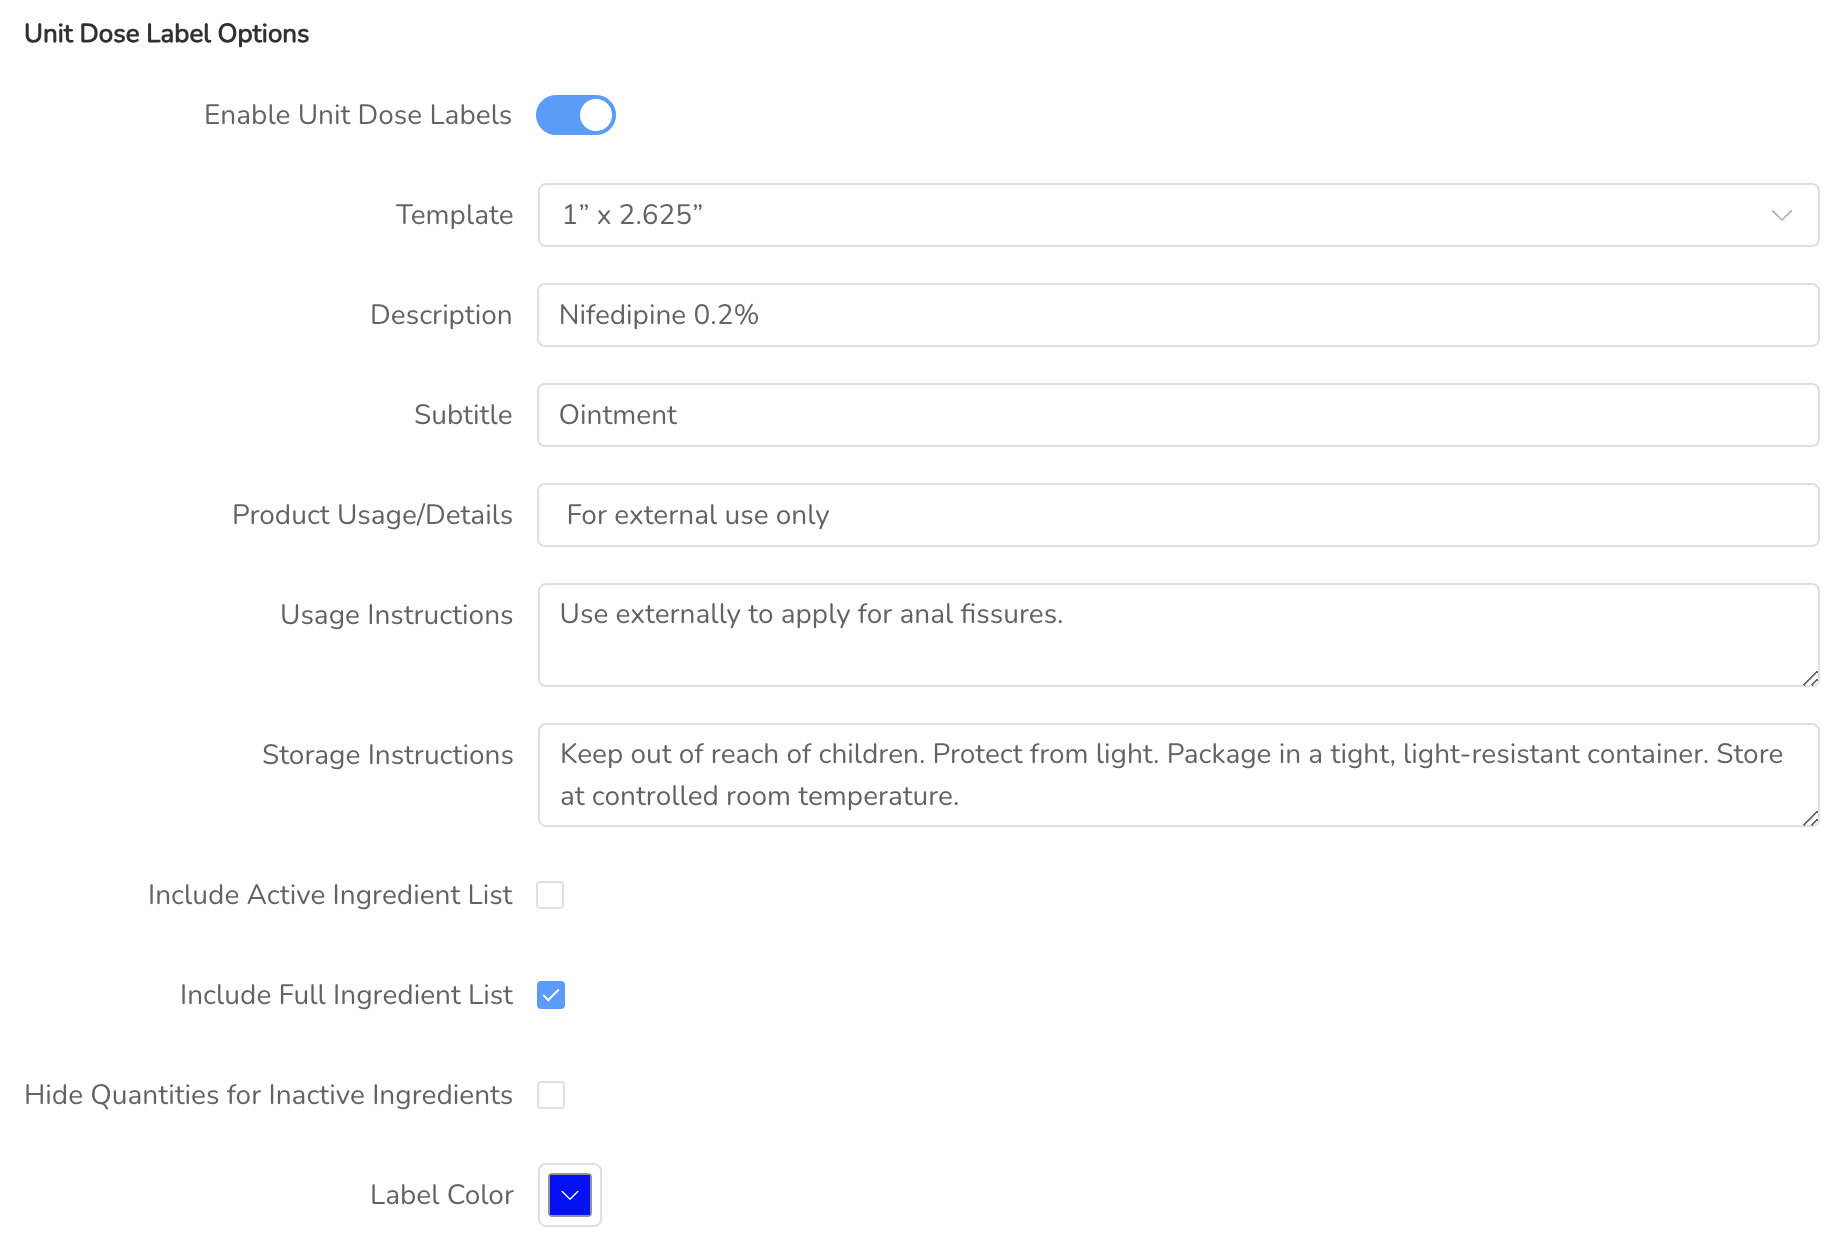 Unit Dose Label Options
Enable Unit Dose Labels
Template 1” x 2.625”
Description Nifedipine 0.2%
Subtitle Ointment
Product Usage/Details For external use only
Usage Instructions Use externally to apply for anal fissures.
Storage Instructions Keep out of reach of children. Protect from light. Package in a tight, light-resistant container. Store
at controlled room temperature.
Include Active Ingredient List
Include Full Ingredient List
Hide Quantities for Inactive Ingredients
Label Color